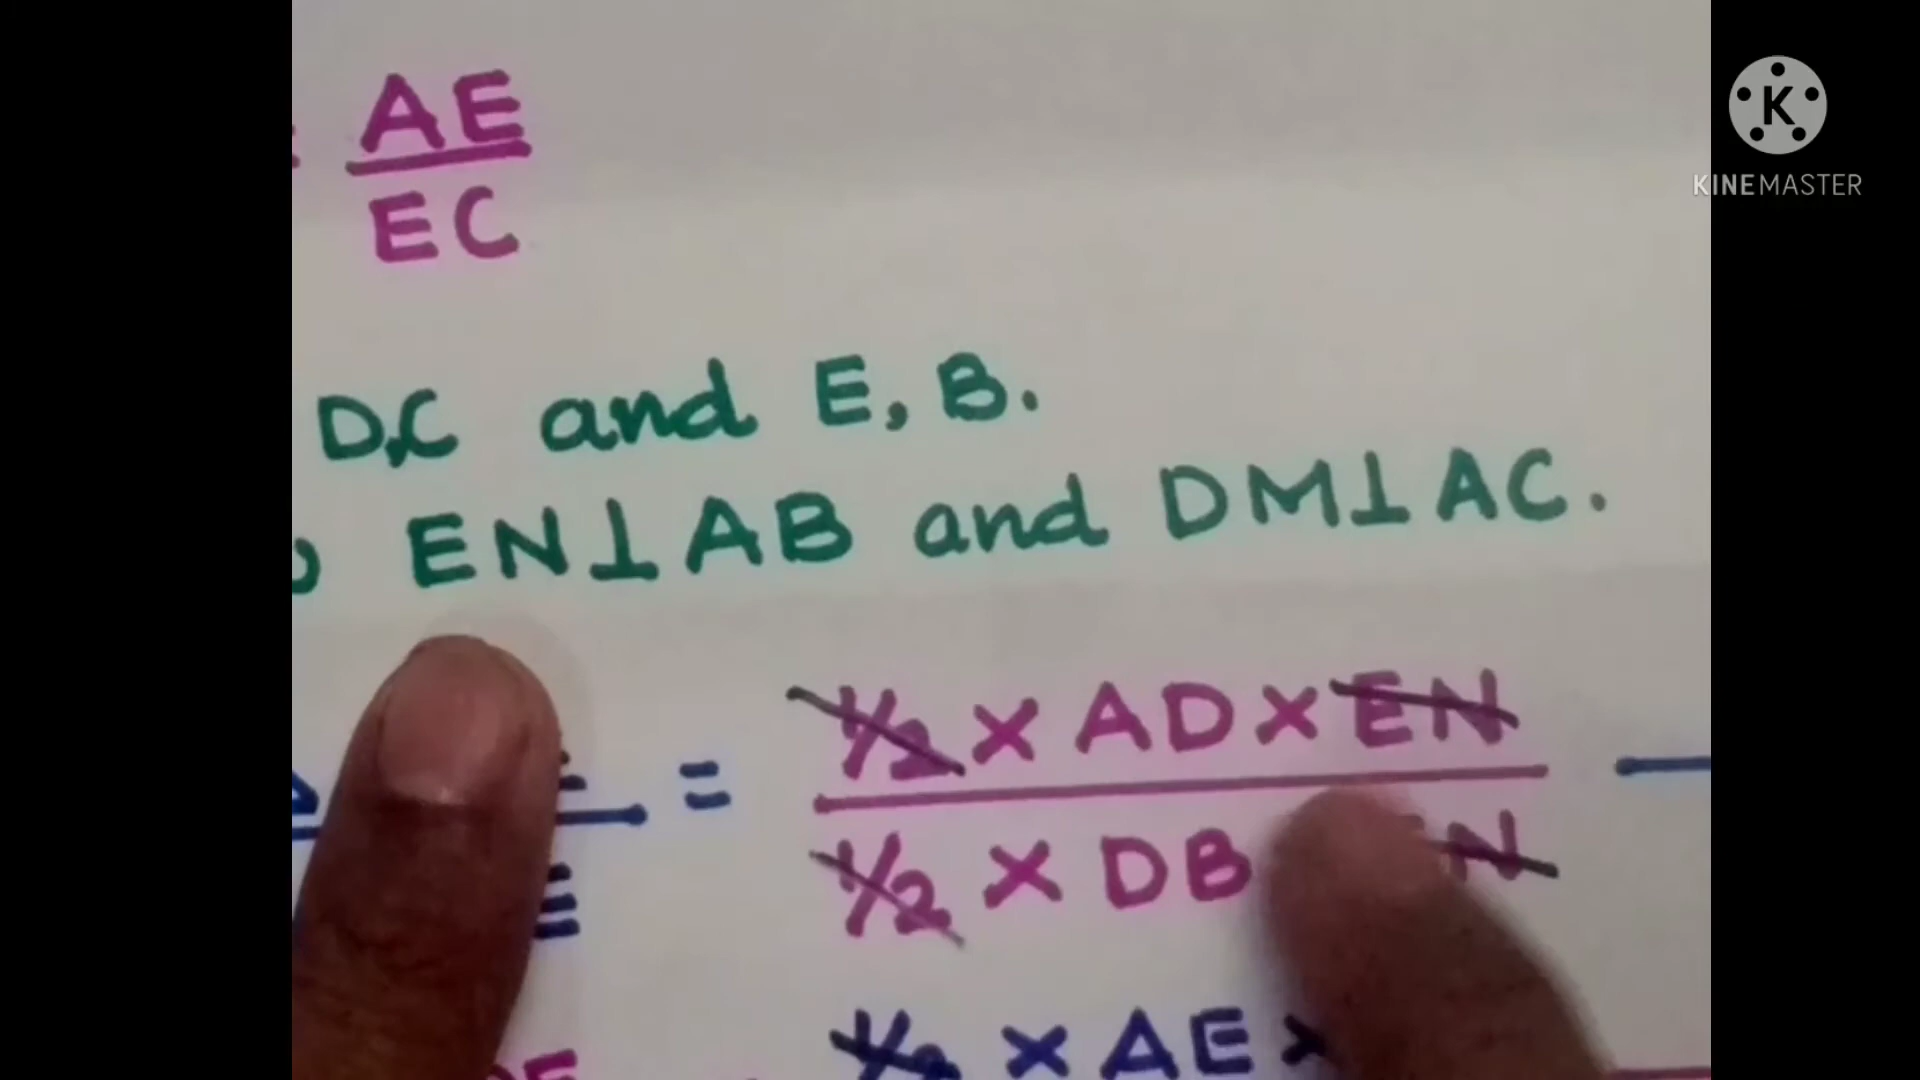 = AE
EC
D,C and E, B.
EN⊥AB and DM⊥AC.
= 1/2 × AD × EN
1/2 × DB N
1/2 × AE ×
K
KINEMASTER